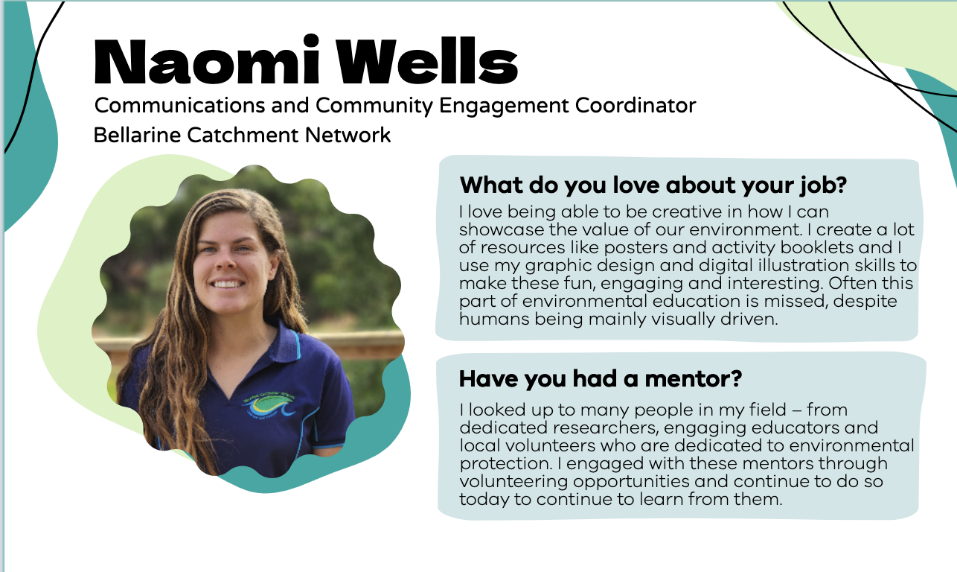 Naomi Wells
Communications and Community Engagement Coordinator
Bellarine Catchment Network
What do you love about your job?
I love being able to be creative in how I can
showcase the value of our environment. I create a lot
of resources like posters and activity booklets and I
use my graphic design and digital illustration skills to
make these fun, engaging and interesting. Often this
part of environmental education is missed, despite
humans being mainly visually driven.
Have you had a mentor?
I looked up to many people in my field – from
dedicated researchers, engaging educators and
local volunteers who are dedicated to environmental
protection. I engaged with these mentors through
volunteering opportunities and continue to do so
today to continue to learn from them.